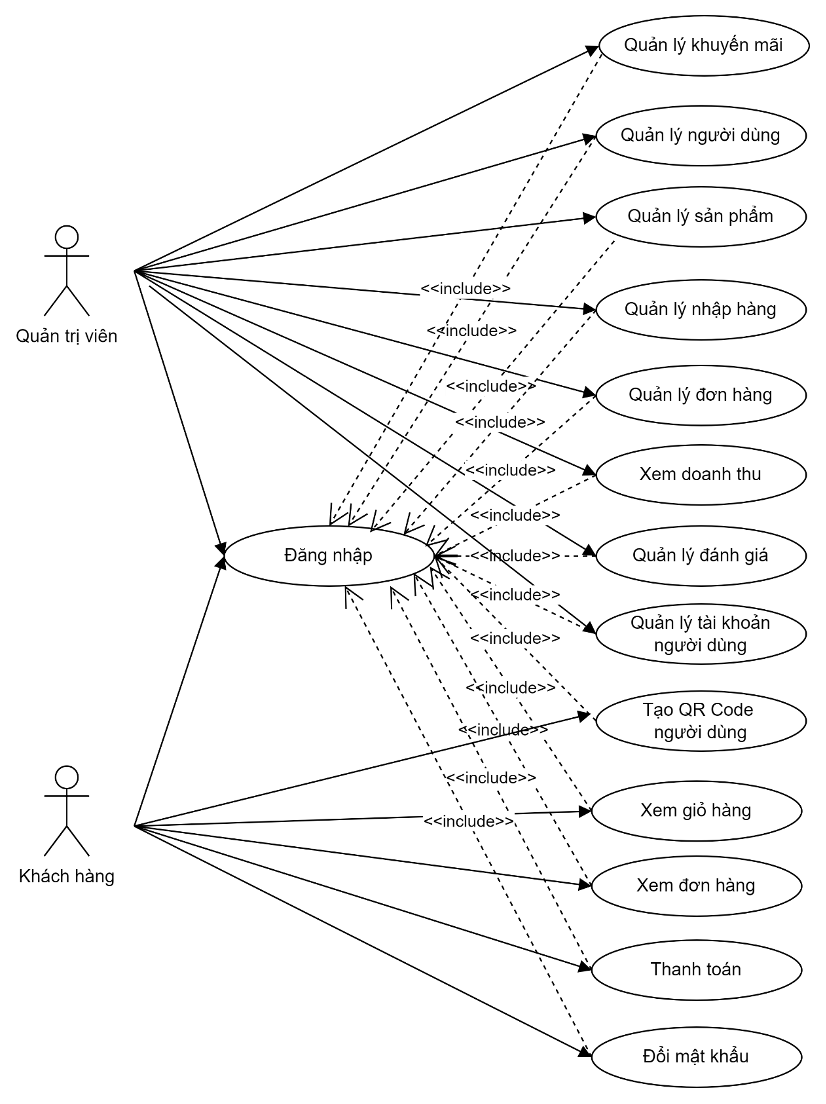 Quản lý khuyến mãi
Quản lý người dùng
Quản lý sản phẩm
<<include>>
Quản lý nhập hàng
Quản trị viên
<<include>>
<<include>>
Quản lý đơn hàng
<<include>>
<<include>>
Xem doanh thu
<<include>>
Đăng nhập
<<include>>
Quản lý đánh giá
<<include>>
Quản lý tài khoản
người dùng
<<include>>
<<include>>
Tạo QR Code
người dùng
<<include>>
<<include>>
<<include>>
Xem giỏ hàng
Khách hàng
Xem đơn hàng
Thanh toán
Đổi mật khẩu